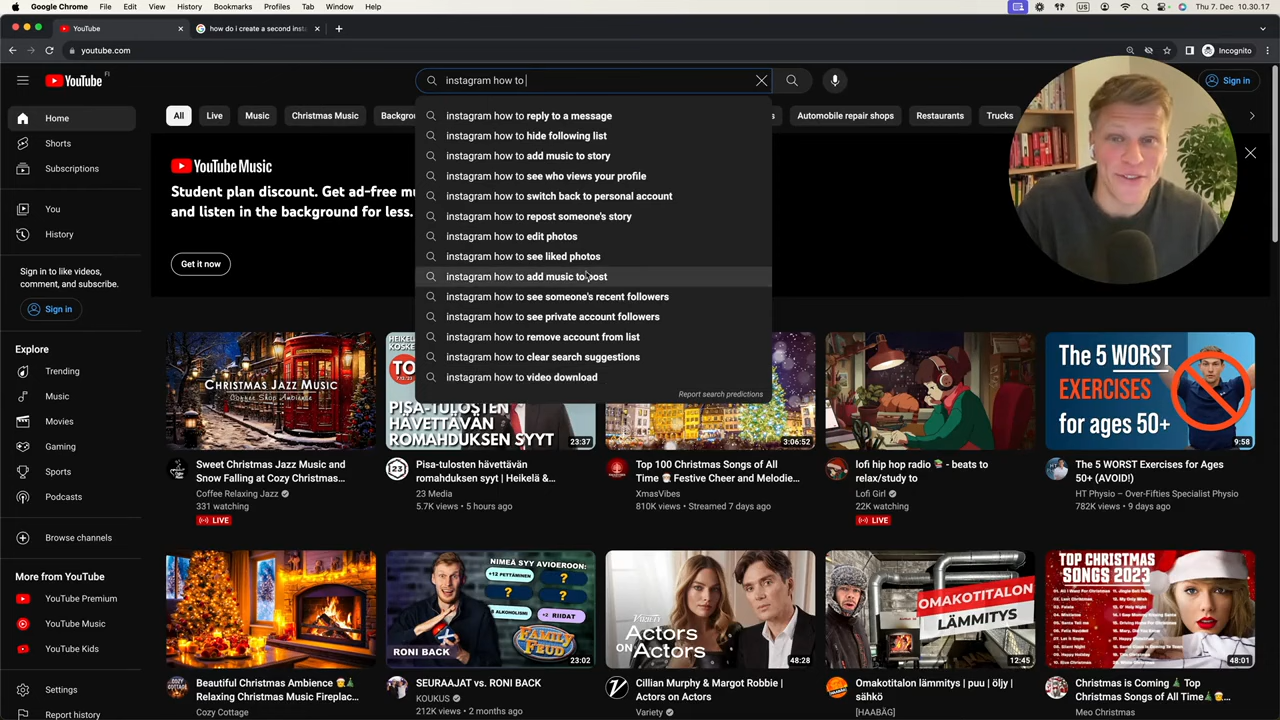 Google Chrome File Edit View History Bookmarks Profiles Tab Window Help
US
Thu 7. Dec 10.30.17
YouTube
how do i create a second inst
youtube.com
Incognito
YouTube FI
instagram how to
Sign in
Home
Shorts
Subscriptions
You
History
Sign in to like videos,
comment, and subscribe.
Sign in
Explore
Trending
Music
Movies
Gaming
Sports
Podcasts
Browse channels
More from YouTube
YouTube Premium
YouTube Music
YouTube Kids
Settings
Report history
All
Live
Music
Christmas Music
Automobile repair shops
Restaurants
Trucks
instagram how to reply to a message
instagram how to hide following list
instagram how to add music to story
instagram how to see who views your profile
instagram how to switch back to personal account
instagram how to repost someone's story
instagram how to edit photos
instagram how to see liked photos
instagram how to add music to post
instagram how to see someone's recent followers
instagram how to see private account followers
instagram how to remove account from list
instagram how to clear search suggestions
instagram how to video download
Report search predictions
YouTube Music
Student plan discount. Get ad-free
and listen in the background for less.
Get it now
CHRISTMAS JAZZ MUSIC
Coffee Shop Ambience
Sweet Christmas Jazz Music and
Snow Falling at Cozy Christmas...
Coffee Relaxing Jazz
331 watching
LIVE
PISA-TULOSTEN
HÄVETTÄVÄN
ROMAHDUKSEN SYYT
23:37
Pisa-tulosten hävettävän
romahduksen syyt | Heikelä &...
23 Media
5.7K views • 5 hours ago
3:06:52
Top 100 Christmas Songs of All
Time Festive Cheer and Melodie...
XmasVibes
810K views • Streamed 7 days ago
lofi hip hop radio - beats to
relax/study to
Lofi Girl
22K watching
LIVE
The 5 WORST
EXERCISES
for ages 50+
9:58
The 5 WORST Exercises for Ages
50+ (AVOID!)
HT Physio – Over-Fifties Specialist Physio
782K views • 9 days ago
Beautiful Christmas Ambience
Relaxing Christmas Music Fireplac...
Cozy Cottage
NIMEÄ SYY AVIOEROON:
+12 PETTÄMINEN
?
?
+8 ALKOHOLISMI
+2 RIIDAT
?
?
RONI BACK
FAMILY FEUD
23:02
SEURAAJAT vs. RONI BACK
KOUKUS
212K views • 2 months ago
VARIETY
Actors
ON Actors
48:28
Cillian Murphy & Margot Robbie |
Actors on Actors
Variety
OMAKOTITALON
LÄMMITYS
12:45
Omakotitalon lämmitys | puu | öljy |
sähkö
[HAABÄG]
TOP CHRISTMAS
SONGS 2023
48:01
Christmas is Coming Top
Christmas Songs of All Time
Meo Christmas